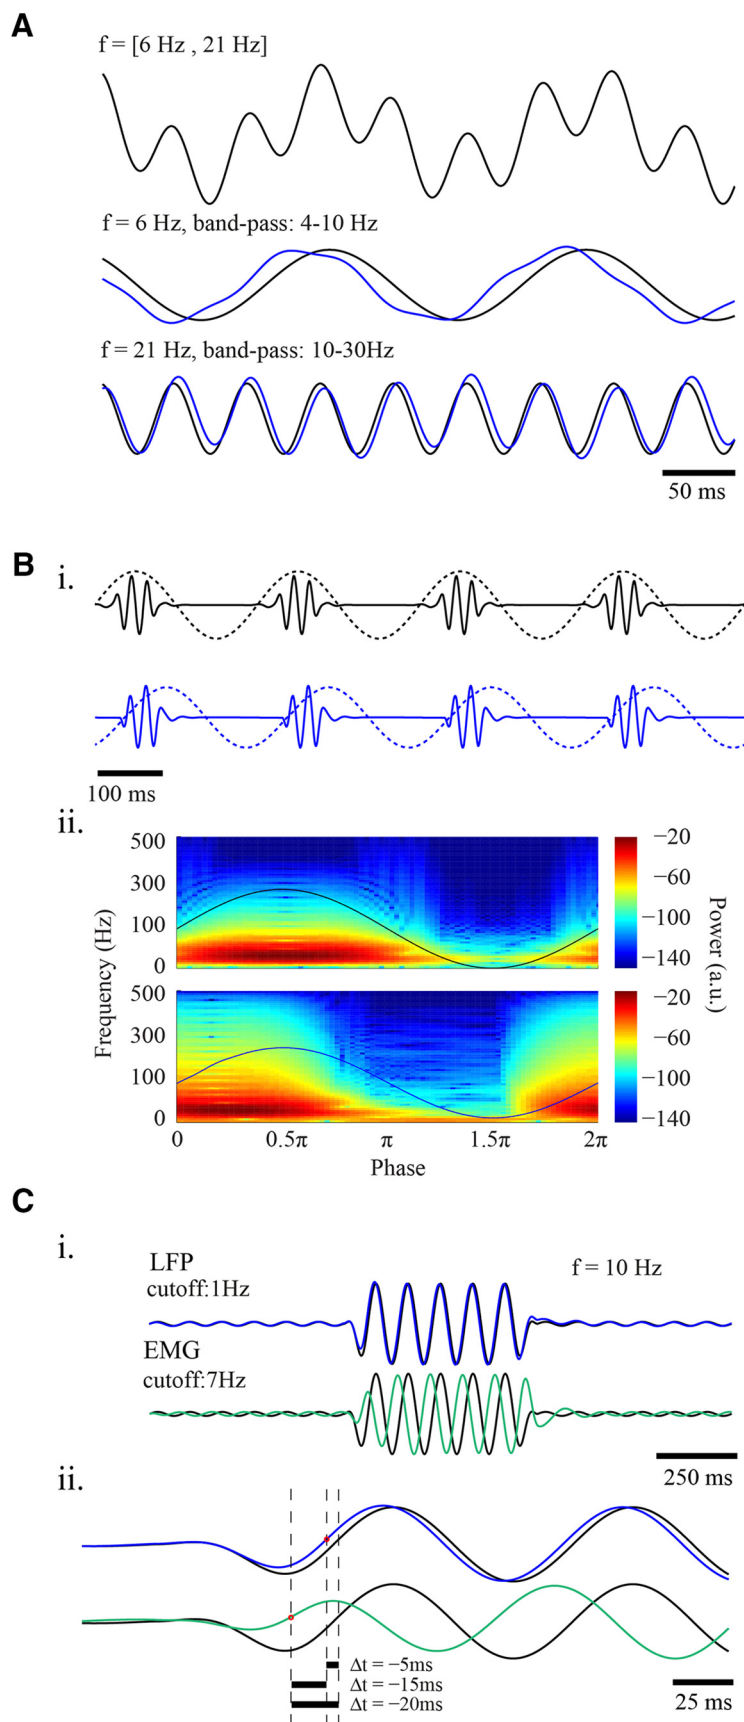 A
f = [6 Hz , 21 Hz]
f = 6 Hz, band-pass: 4-10 Hz
f = 21 Hz, band-pass: 10-30Hz
50 ms
B
i.
100 ms
ii.
500
300
100
0
500
300
100
0
Frequency (Hz)
−20
−60
−100
−140
−20
−60
−100
−140
Power (a.u.)
0 0.5π π 1.5π 2π
Phase
C
i.
LFP
cutoff:1Hz
f = 10 Hz
EMG
cutoff:7Hz
250 ms
ii.
Δt = −5ms
Δt = −15ms
Δt = −20ms
25 ms